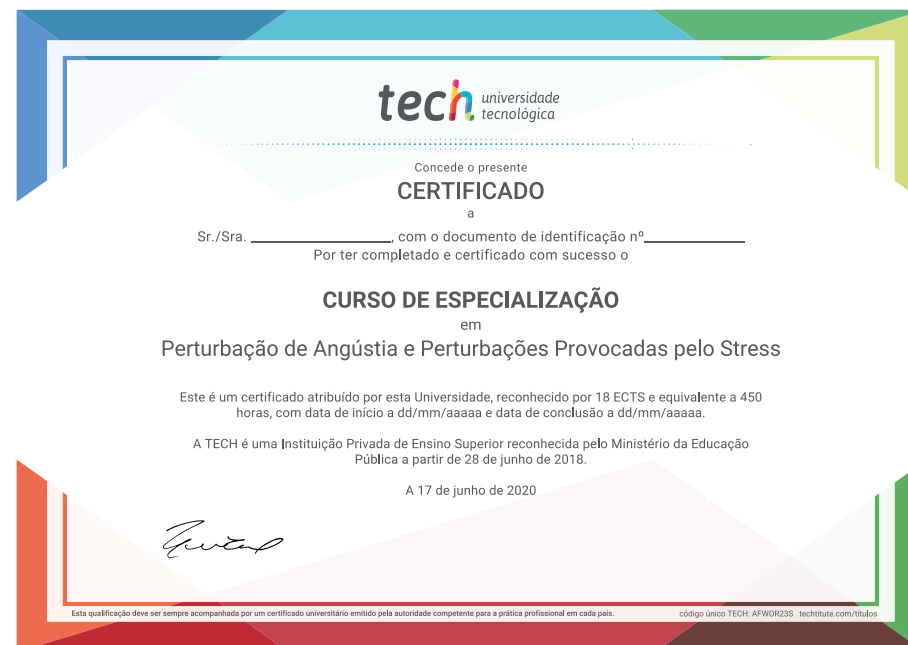 tech universidade
tecnológica
Concede o presente
CERTIFICADO
a
Sr./Sra. ____________________, com o documento de identificação nº______________
Por ter completado e certificado com sucesso o
CURSO DE ESPECIALIZAÇÃO
em
Perturbação de Angústia e Perturbações Provocadas pelo Stress
Este é um certificado atribuído por esta Universidade, reconhecido por 18 ECTS e equivalente a 450
horas, com data de início a dd/mm/aaaaa e data de conclusão a dd/mm/aaaaa.
A TECH é uma Instituição Privada de Ensino Superior reconhecida pelo Ministério da Educação
Pública a partir de 28 de junho de 2018.
A 17 de junho de 2020
Esta qualificação deve ser sempre acompanhada por um certificado universitário emitido pela autoridade competente para a prática profissional em cada país. código único TECH: AFWOR23S techtitute.com/títulos